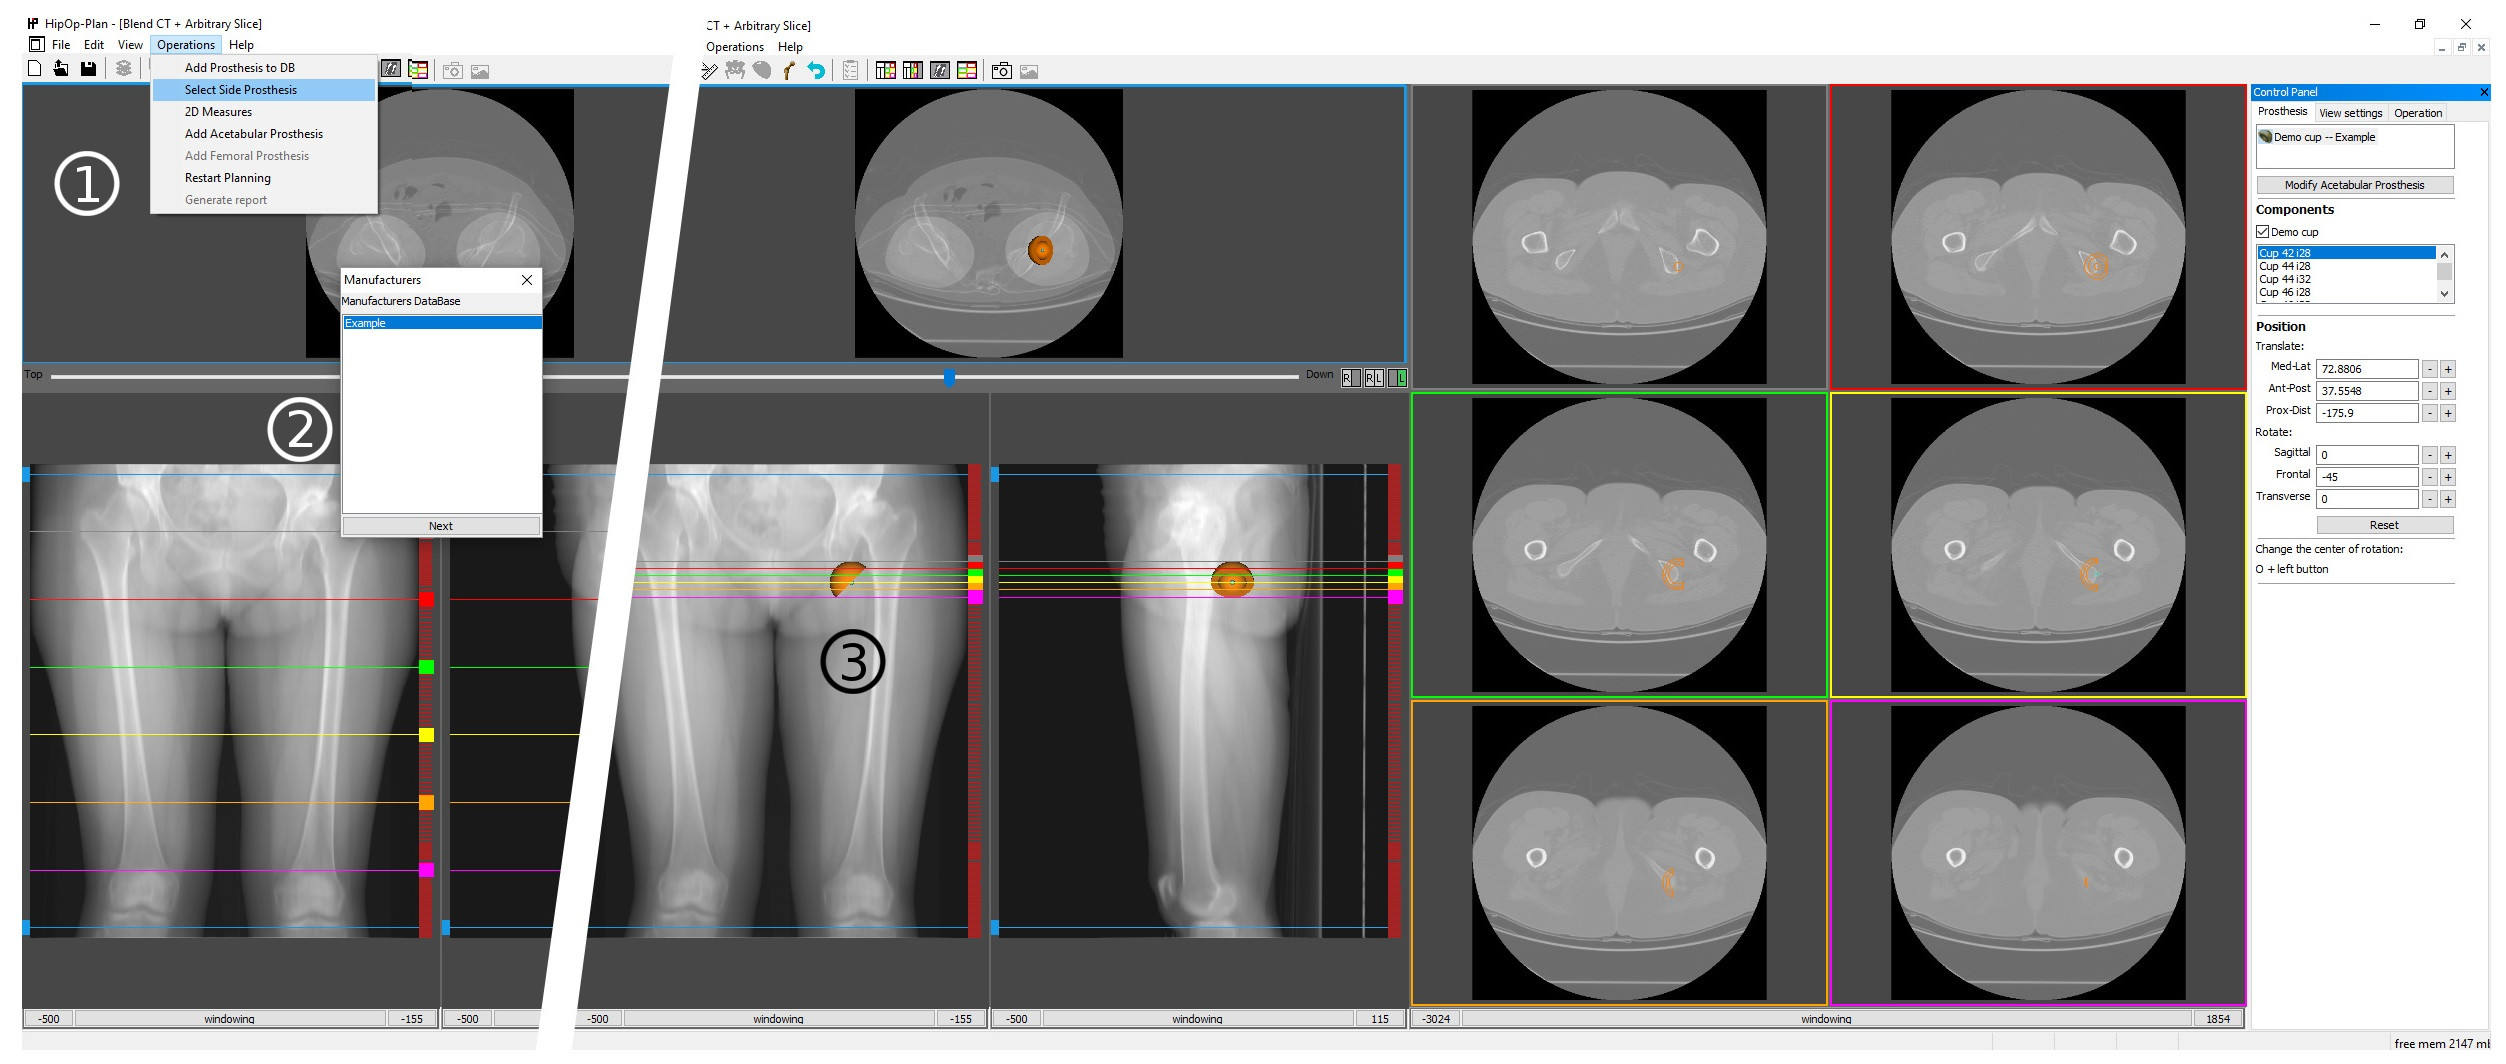 HipOp-Plan - [Blend CT + Arbitrary Slice]
CT + Arbitrary Slice]
File Edit View Operations Help
Operations Help
Add Prosthesis to DB
Select Side Prosthesis
2D Measures
Add Acetabular Prosthesis
Add Femoral Prosthesis
Restart Planning
Generate report
1
Manufacturers
Manufacturers DataBase
Example
Next
2
Top
Down
R
R L
L
3
-500 windowing -155
-500
-500 windowing -155
-500 windowing 115
-3024 windowing 1854
Control Panel
Prosthesis View settings Operation
Demo cup -- Example
Modify Acetabular Prosthesis
Components
Demo cup
Cup 42 i28
Cup 44 i28
Cup 44 i32
Cup 46 i28
Position
Translate:
Med-Lat 72.8806 - +
Ant-Post 37.5548 - +
Prox-Dist -175.9 - +
Rotate:
Sagittal 0 - +
Frontal -45 - +
Transverse 0 - +
Reset
Change the center of rotation:
O + left button
free mem 2147 mb